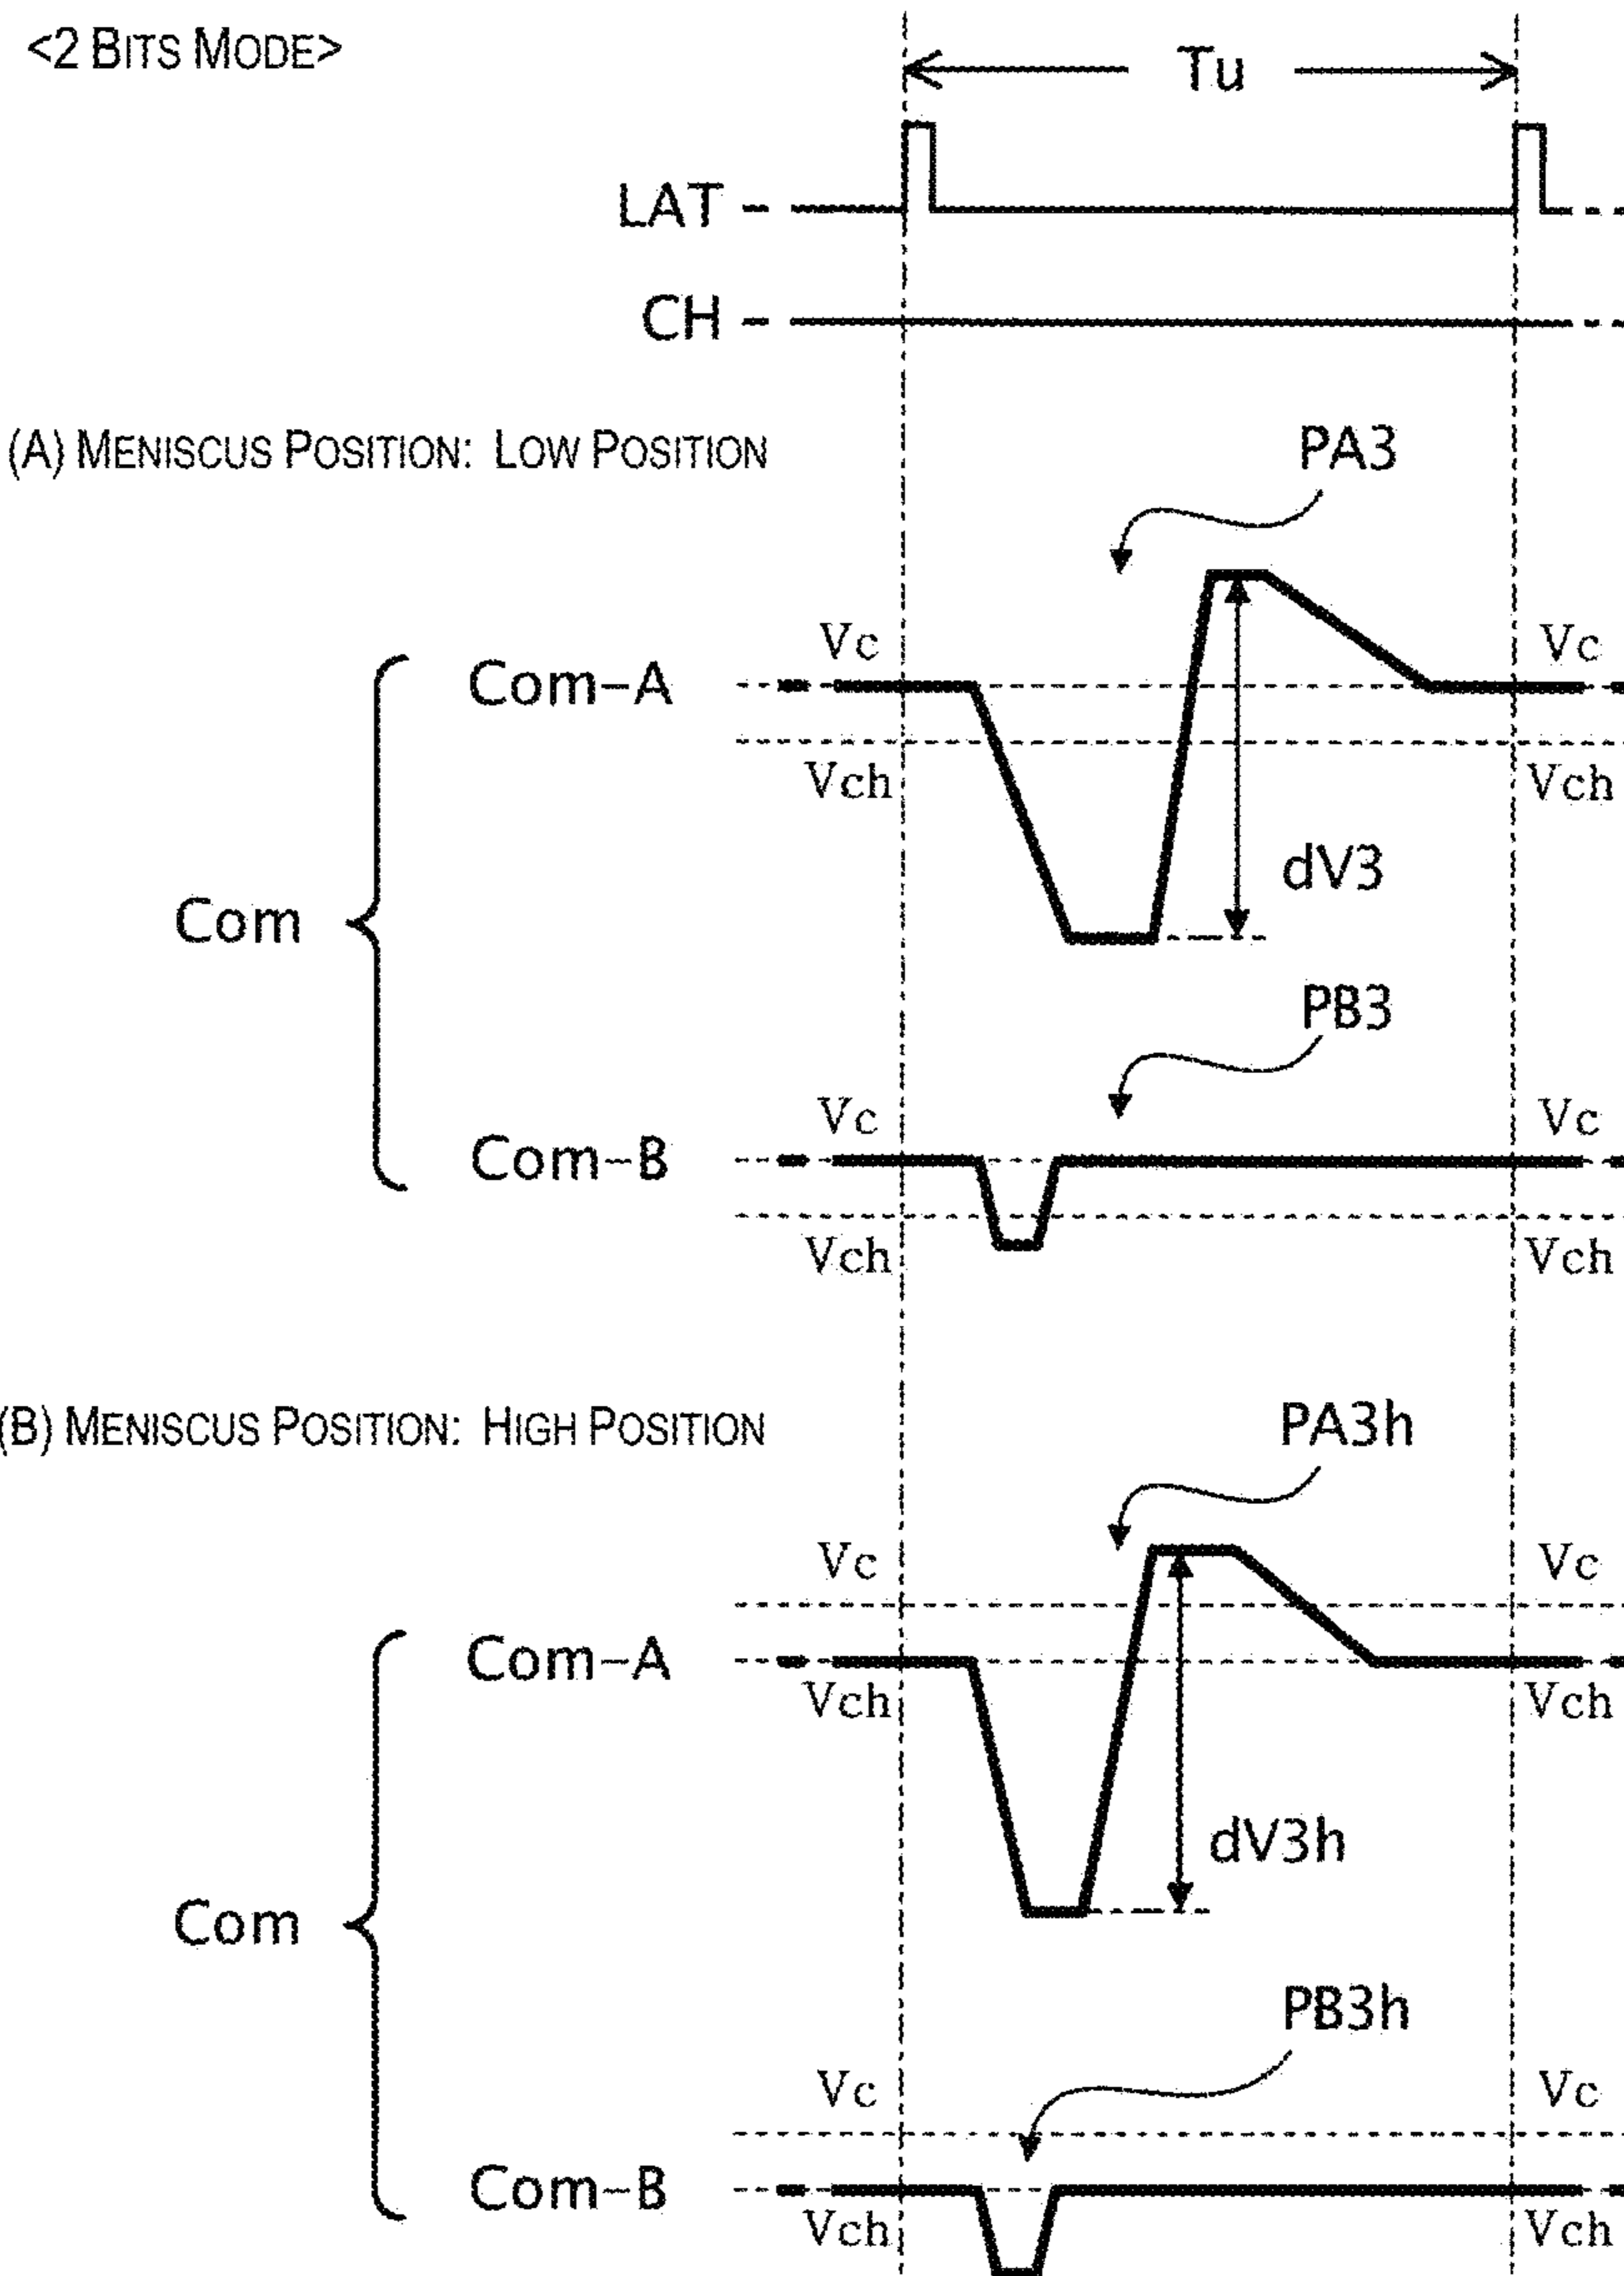 <2 BITS MODE>
Tu
LAT
CH
(A) MENISCUS POSITION: LOW POSITION
PA3
Vc
Vc
Com-A
Vch
Vch
dV3
Com
PB3
Vc
Vc
Com-B
Vch
Vch
(B) MENISCUS POSITION: HIGH POSITION
PA3h
Vc
Vc
Com-A
Vch
Vch
dV3h
Com
PB3h
Vc
Vc
Com-B
Vch
Vch